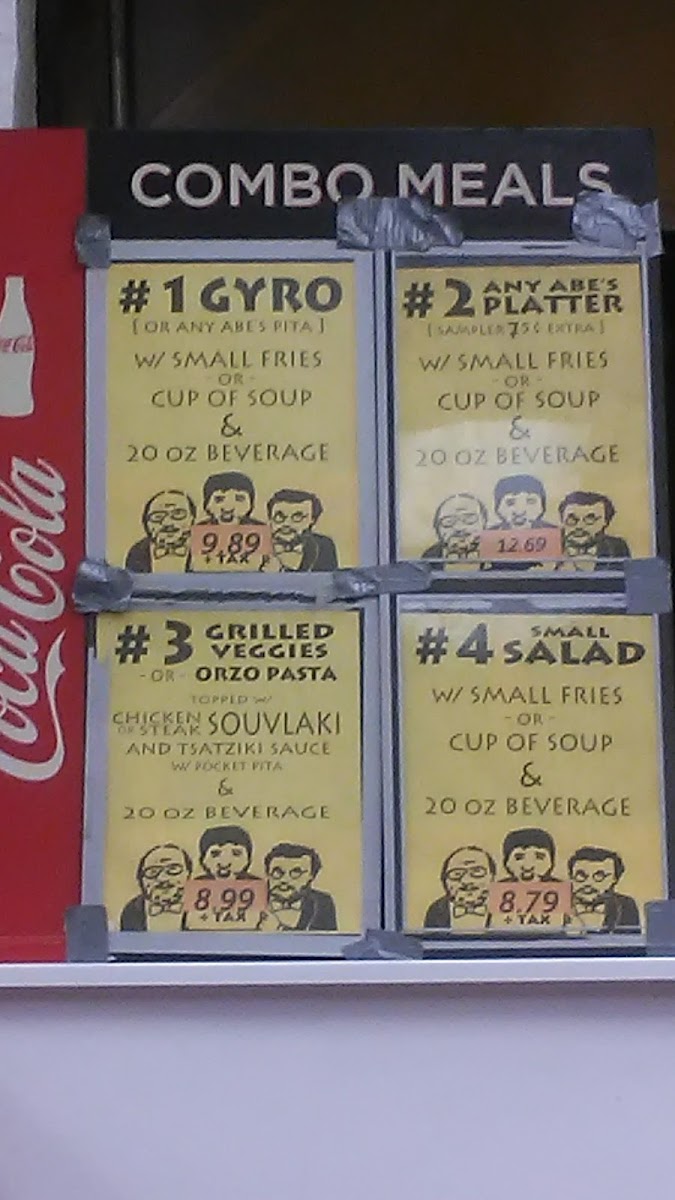 COMBO MEALS
# 1 GYRO
[ OR ANY ABE'S PITA ]
W/ SMALL FRIES
- OR -
CUP OF SOUP
&
20 OZ BEVERAGE
9.89
+ TAX
# 2 ANY ABE'S
PLATTER
[ SAMPLER 75¢ EXTRA ]
W/ SMALL FRIES
- OR -
CUP OF SOUP
&
20 OZ BEVERAGE
12.69
# 3 GRILLED
VEGGIES
- OR - ORZO PASTA
TOPPED W/
CHICKEN
OR STEAK SOUVLAKI
AND TSATZIKI SAUCE
W/ POCKET PITA
&
20 OZ BEVERAGE
8.99
+ TAX
# 4 SMALL
SALAD
W/ SMALL FRIES
- OR -
CUP OF SOUP
&
20 OZ BEVERAGE
8.79
+ TAX
Coca-Cola